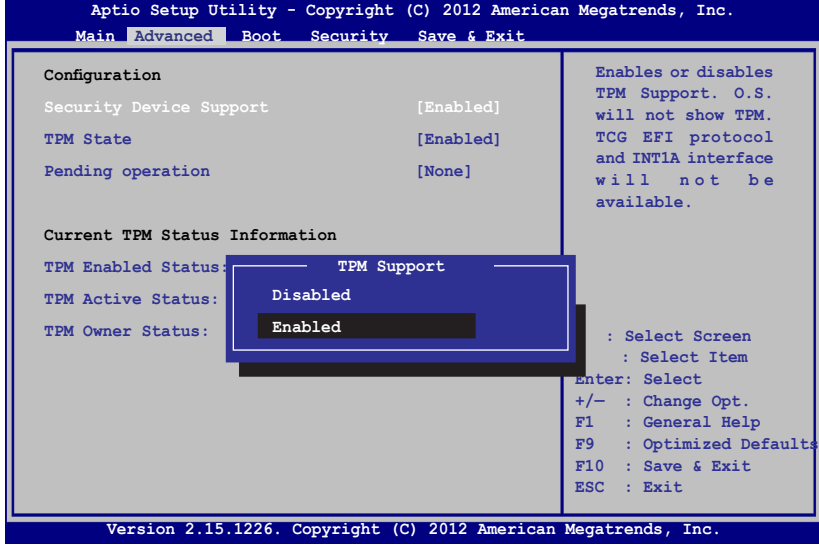 Aptio Setup Utility - Copyright (C) 2012 American Megatrends, Inc.
Main Advanced Boot Security Save & Exit
Configuration
Security Device Support [Enabled]
TPM State [Enabled]
Pending operation [None]
Current TPM Status Information
TPM Enabled Status:
TPM Active Status:
TPM Owner Status:
TPM Support
Disabled
Enabled
Enables or disables
TPM Support. O.S.
will not show TPM.
TCG EFI protocol
and INT1A interface
will not be
available.
: Select Screen
: Select Item
Enter: Select
+/— : Change Opt.
F1 : General Help
F9 : Optimized Defaults
F10 : Save & Exit
ESC : Exit
Version 2.15.1226. Copyright (C) 2012 American Megatrends, Inc.